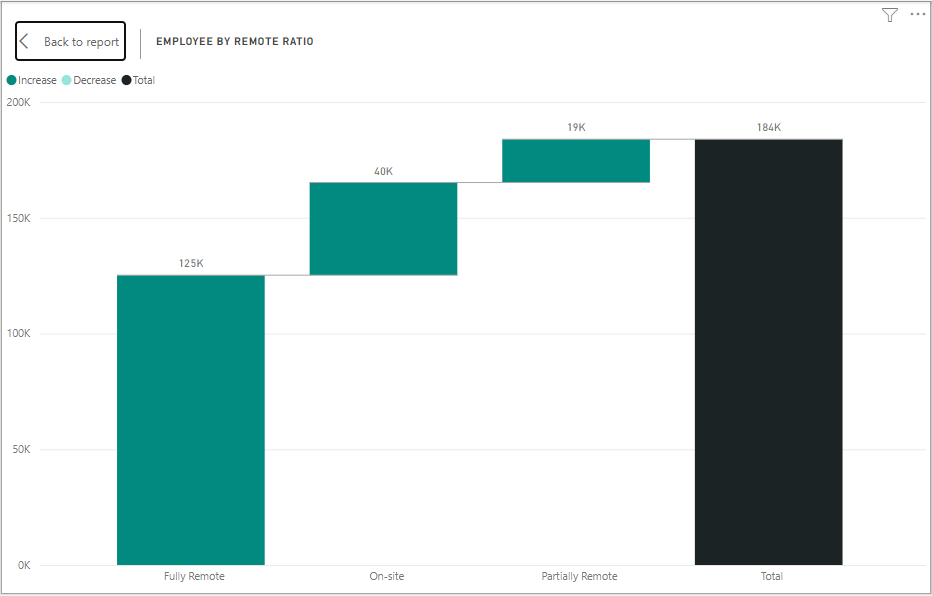 Back to report
EMPLOYEE BY REMOTE RATIO
Increase Decrease Total
200K
19K 184K
40K
150K
125K
100K
50K
0K
Fully Remote On-site Partially Remote Total